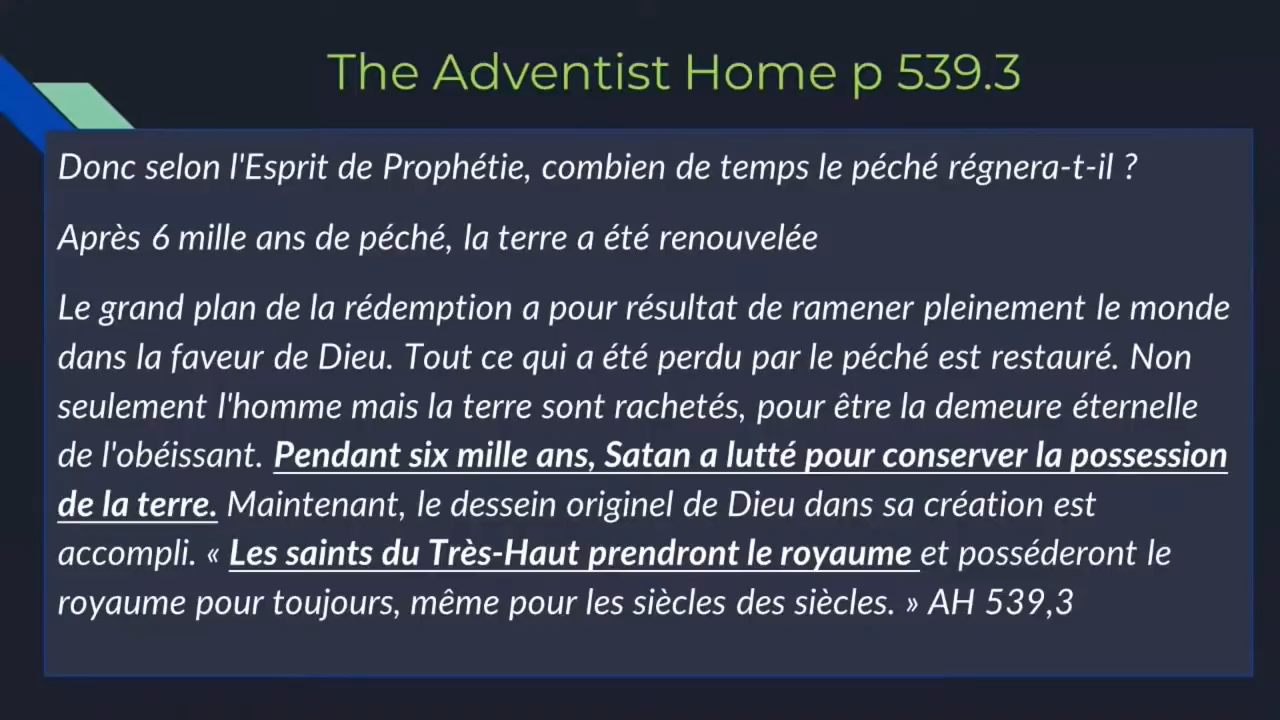 The Adventist Home p 539.3
Donc selon l'Esprit de Prophétie, combien de temps le péché régnera-t-il ?
Après 6 mille ans de péché, la terre a été renouvelée
Le grand plan de la rédemption a pour résultat de ramener pleinement le monde
dans la faveur de Dieu. Tout ce qui a été perdu par le péché est restauré. Non
seulement l'homme mais la terre sont rachetés, pour être la demeure éternelle
de l'obéissant. Pendant six mille ans, Satan a lutté pour conserver la possession
de la terre. Maintenant, le dessein originel de Dieu dans sa création est
accompli. « Les saints du Très-Haut prendront le royaume et posséderont le
royaume pour toujours, même pour les siècles des siècles. » AH 539,3